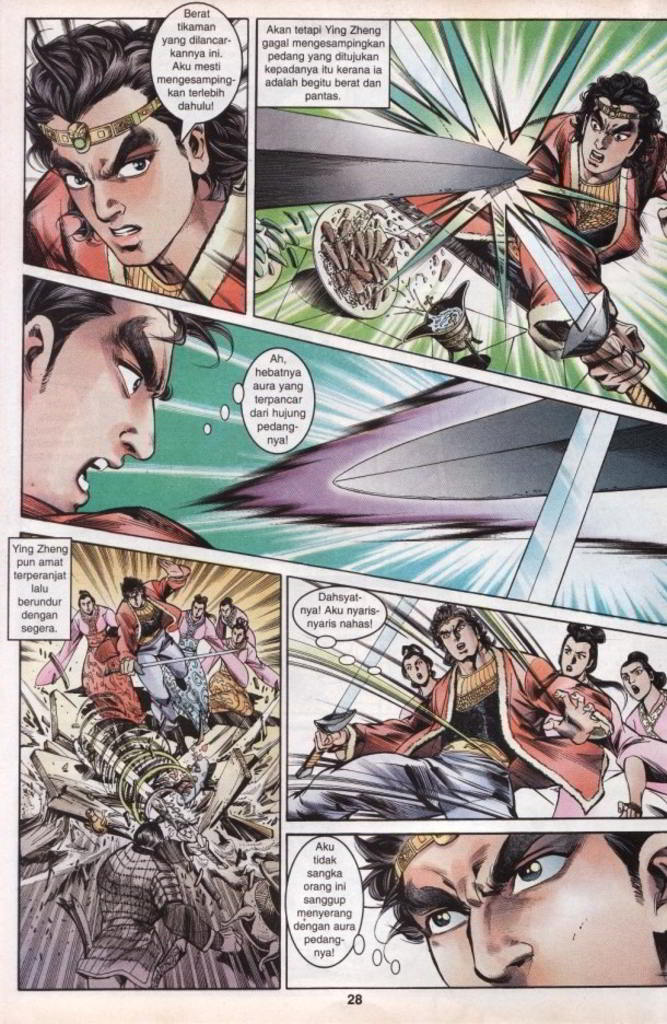 Berat
tikaman
yang dilancar-
kannya ini.
Aku mesti
mengesamping-
kan terlebih
dahulu!
Akan tetapi Ying Zheng
gagal mengesampingkan
pedang yang ditujukan
kepadanya itu kerana ia
adalah begitu berat dan
pantas.
Ah,
hebatnya
aura yang
terpancar
dari hujung
pedang-
nya!
Ying Zheng
pun amat
terperanjat
lalu
berundur
dengan
segera.
Dahsyat-
nya! Aku nyaris-
nyaris nahas!
Aku
tidak
sangka
orang ini
sanggup
menyerang
dengan aura
pedang-
nya!
28